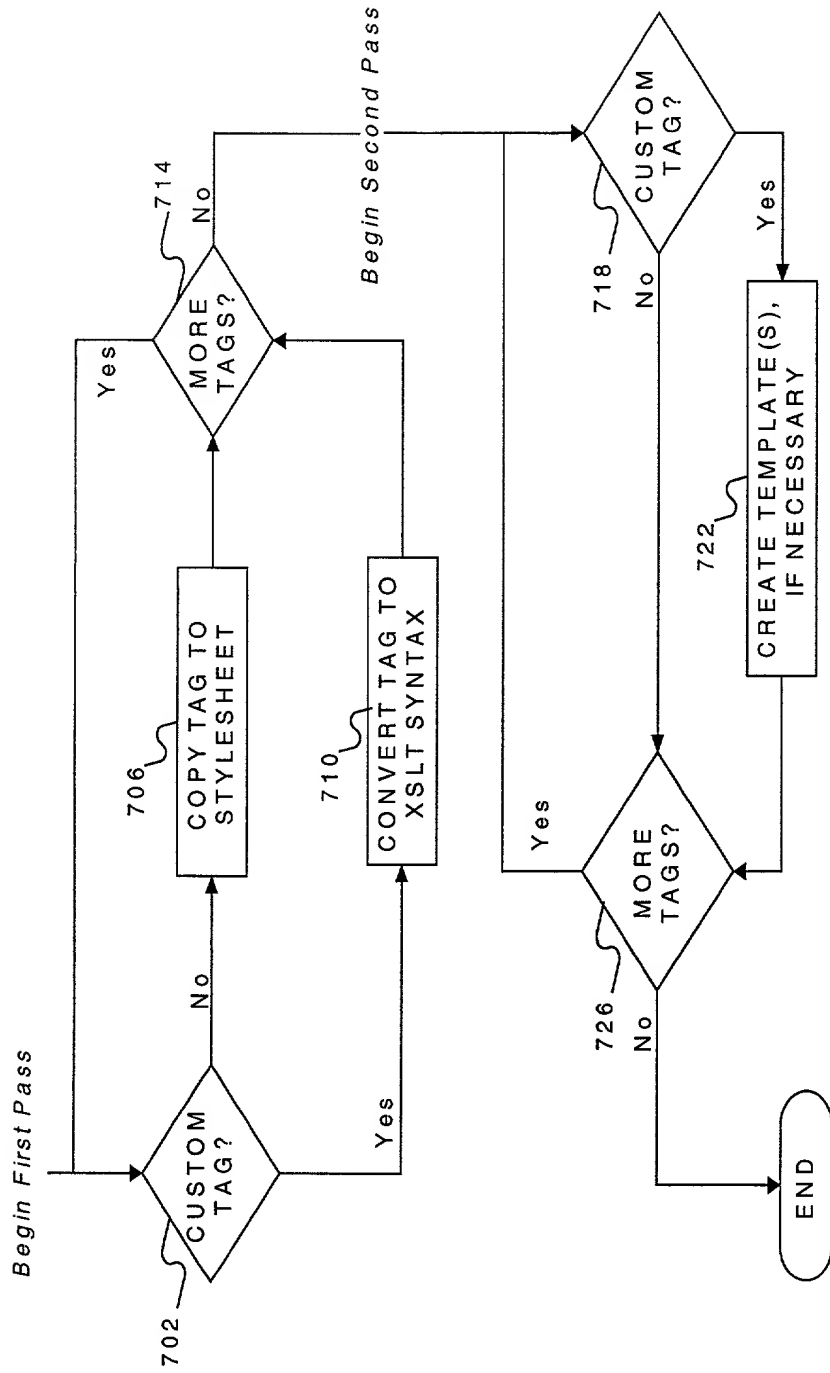 Begin First Pass
702
CUSTOM
TAG?
No
Yes
706
COPY TAG TO
STYLESHEET
710
CONVERT TAG TO
XSLT SYNTAX
714
MORE
TAGS?
Yes
No
Begin Second Pass
718
CUSTOM
TAG?
No
Yes
722
CREATE TEMPLATE(S),
IF NECESSARY
726
MORE
TAGS?
Yes
No
END